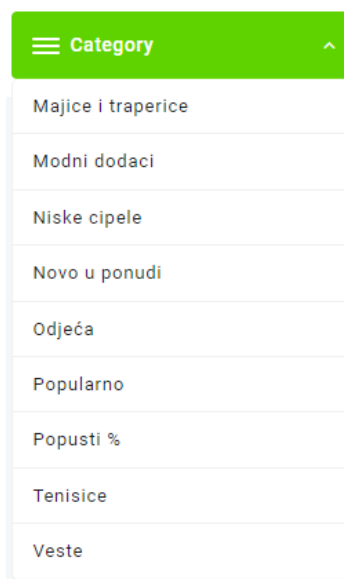 Category
Majice i traperice
Modni dodaci
Niske cipele
Novo u ponudi
Odjeća
Popularno
Popusti %
Tenisice
Veste